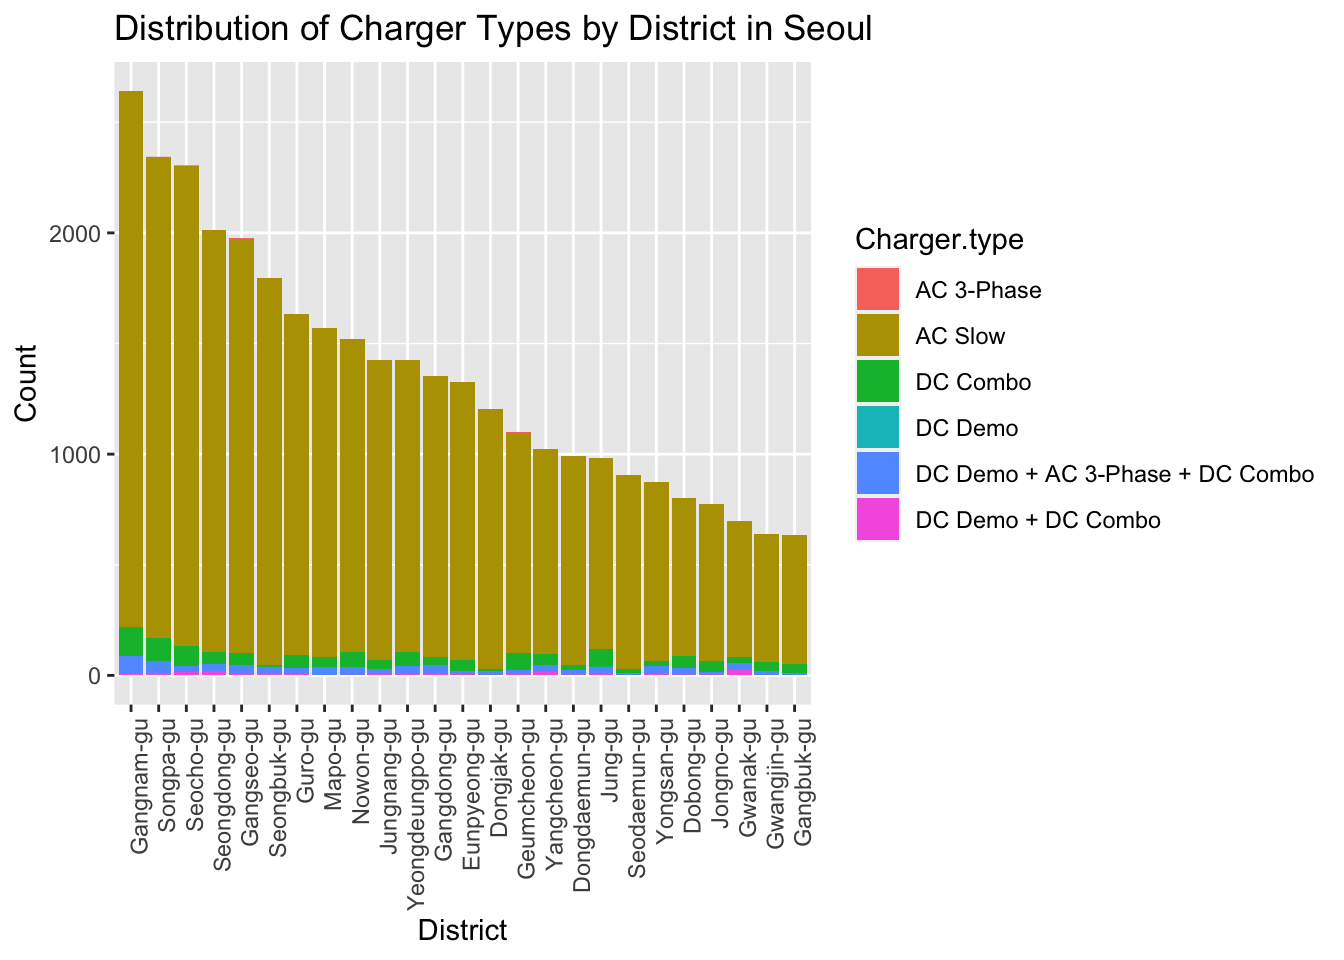 Distribution of Charger Types by District in Seoul
Count
2000
1000
0
Gangnam-gu
Songpa-gu
Seocho-gu
Seongdong-gu
Gangseo-gu
Seongbuk-gu
Guro-gu
Mapo-gu
Nowon-gu
Jungnang-gu
Yeongdeungpo-gu
Gangdong-gu
Eunpyeong-gu
Dongjak-gu
Geumcheon-gu
Yangcheon-gu
Dongdaemun-gu
Jung-gu
Seodaemun-gu
Yongsan-gu
Dobong-gu
Jongno-gu
Gwanak-gu
Gwangjin-gu
Gangbuk-gu
District
Charger.type
AC 3-Phase
AC Slow
DC Combo
DC Demo
DC Demo + AC 3-Phase + DC Combo
DC Demo + DC Combo